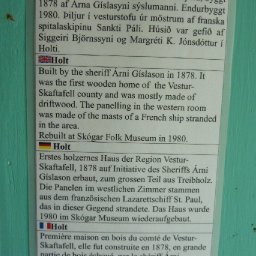 1878 af Árna Gíslasyni sýslumanni. Endurbyggt
1980. Þiljur í vesturstofu úr möstrum af franska
spítalaskipinu Sankti Páli. Húsið var gefið af
Siggeiri Björnssyni og Margréti K. Jónsdóttur í
Holti.
Holt
Built by the sheriff Árni Gíslason in 1878. It
was the first wooden home of the Vestur-
Skaftafell county and was mostly made of
driftwood. The panelling in the western room
was made of the masts of a French ship stranded
in the area.
Rebuilt at Skógar Folk Museum in 1980.
Holt
Erstes hölzernes Haus der Region Vestur-
Skaftafell, 1878 auf Initiative des Sheriffs Árni
Gíslason erbaut, zum grossen Teil aus Treibholz.
Die Panelen im westlichen Zimmer stammen
aus dem französischen Lazarettschiff St. Paul,
das in dieser Gegend strandete. Das Haus wurde
1980 im Skógar Museum wiederaufgebaut.
Holt
Première maison en bois du comté de Vestur-
Skaftafell, elle fut construite en 1878, en grande